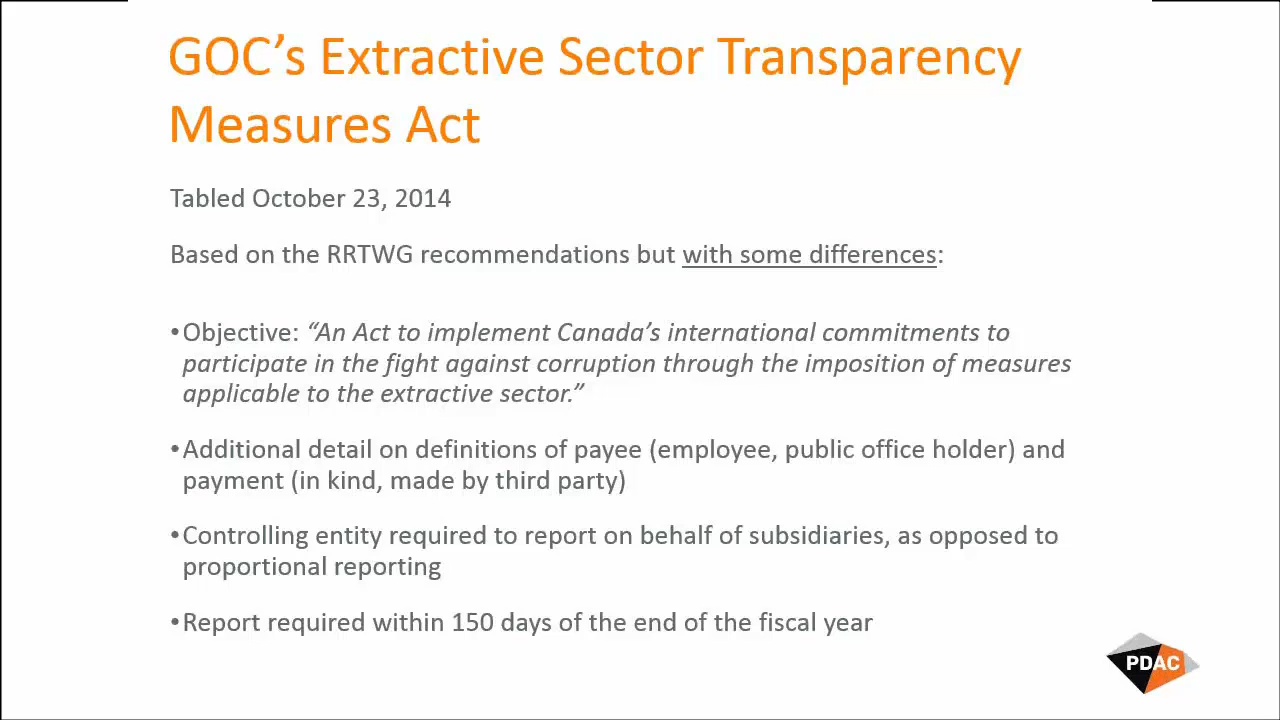 GOC’s Extractive Sector Transparency
Measures Act
Tabled October 23, 2014
Based on the RRTWG recommendations but with some differences:
•Objective: “An Act to implement Canada’s international commitments to
participate in the fight against corruption through the imposition of measures
applicable to the extractive sector.”
•Additional detail on definitions of payee (employee, public office holder) and
payment (in kind, made by third party)
•Controlling entity required to report on behalf of subsidiaries, as opposed to
proportional reporting
•Report required within 150 days of the end of the fiscal year
PDAC